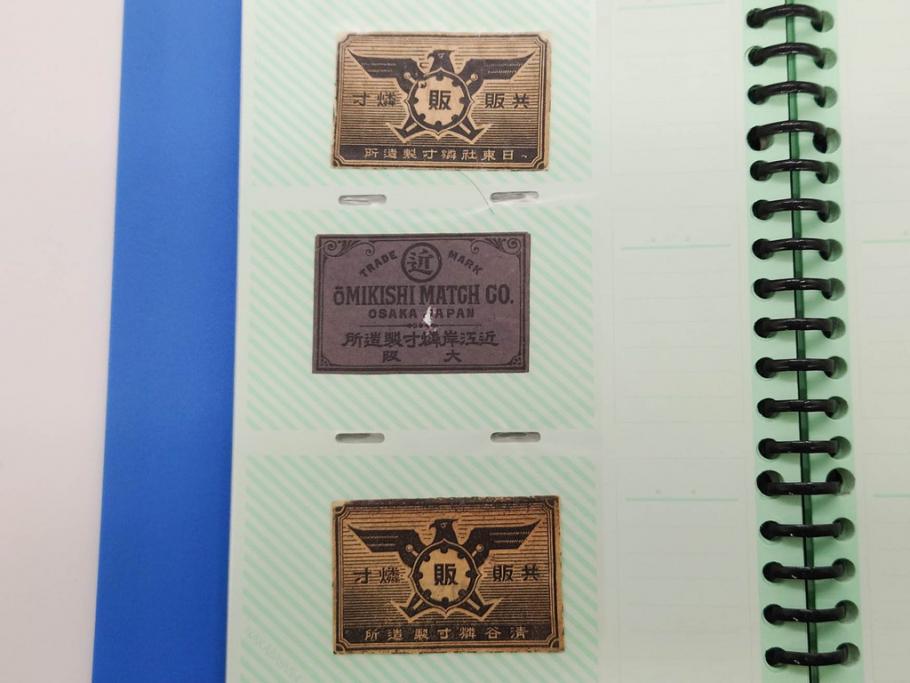 共販 販 燐寸
日東社燐寸製造所
近
TRADE MARK
ŌMIKISHI MATCH CO.
OSAKA JAPAN
近江岸燐寸製造所
大阪
共販 販 燐寸
清谷燐寸製造所